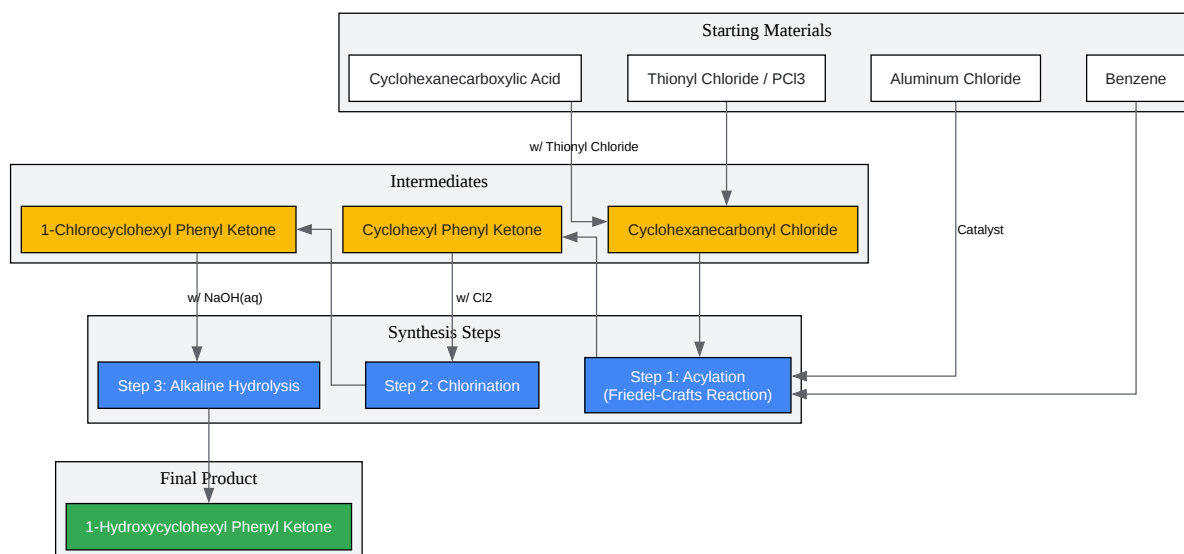 Starting Materials
Cyclohexanecarboxylic Acid
Thionyl Chloride / PCl3
Aluminum Chloride
Benzene
w/ Thionyl Chloride
Intermediates
1-Chlorocyclohexyl Phenyl Ketone
Cyclohexyl Phenyl Ketone
Cyclohexanecarbonyl Chloride
Catalyst
w/ NaOH(aq)
w/ Cl2
Synthesis Steps
Step 3: Alkaline Hydrolysis
Step 2: Chlorination
Step 1: Acylation
(Friedel-Crafts Reaction)
Final Product
1-Hydroxycyclohexyl Phenyl Ketone